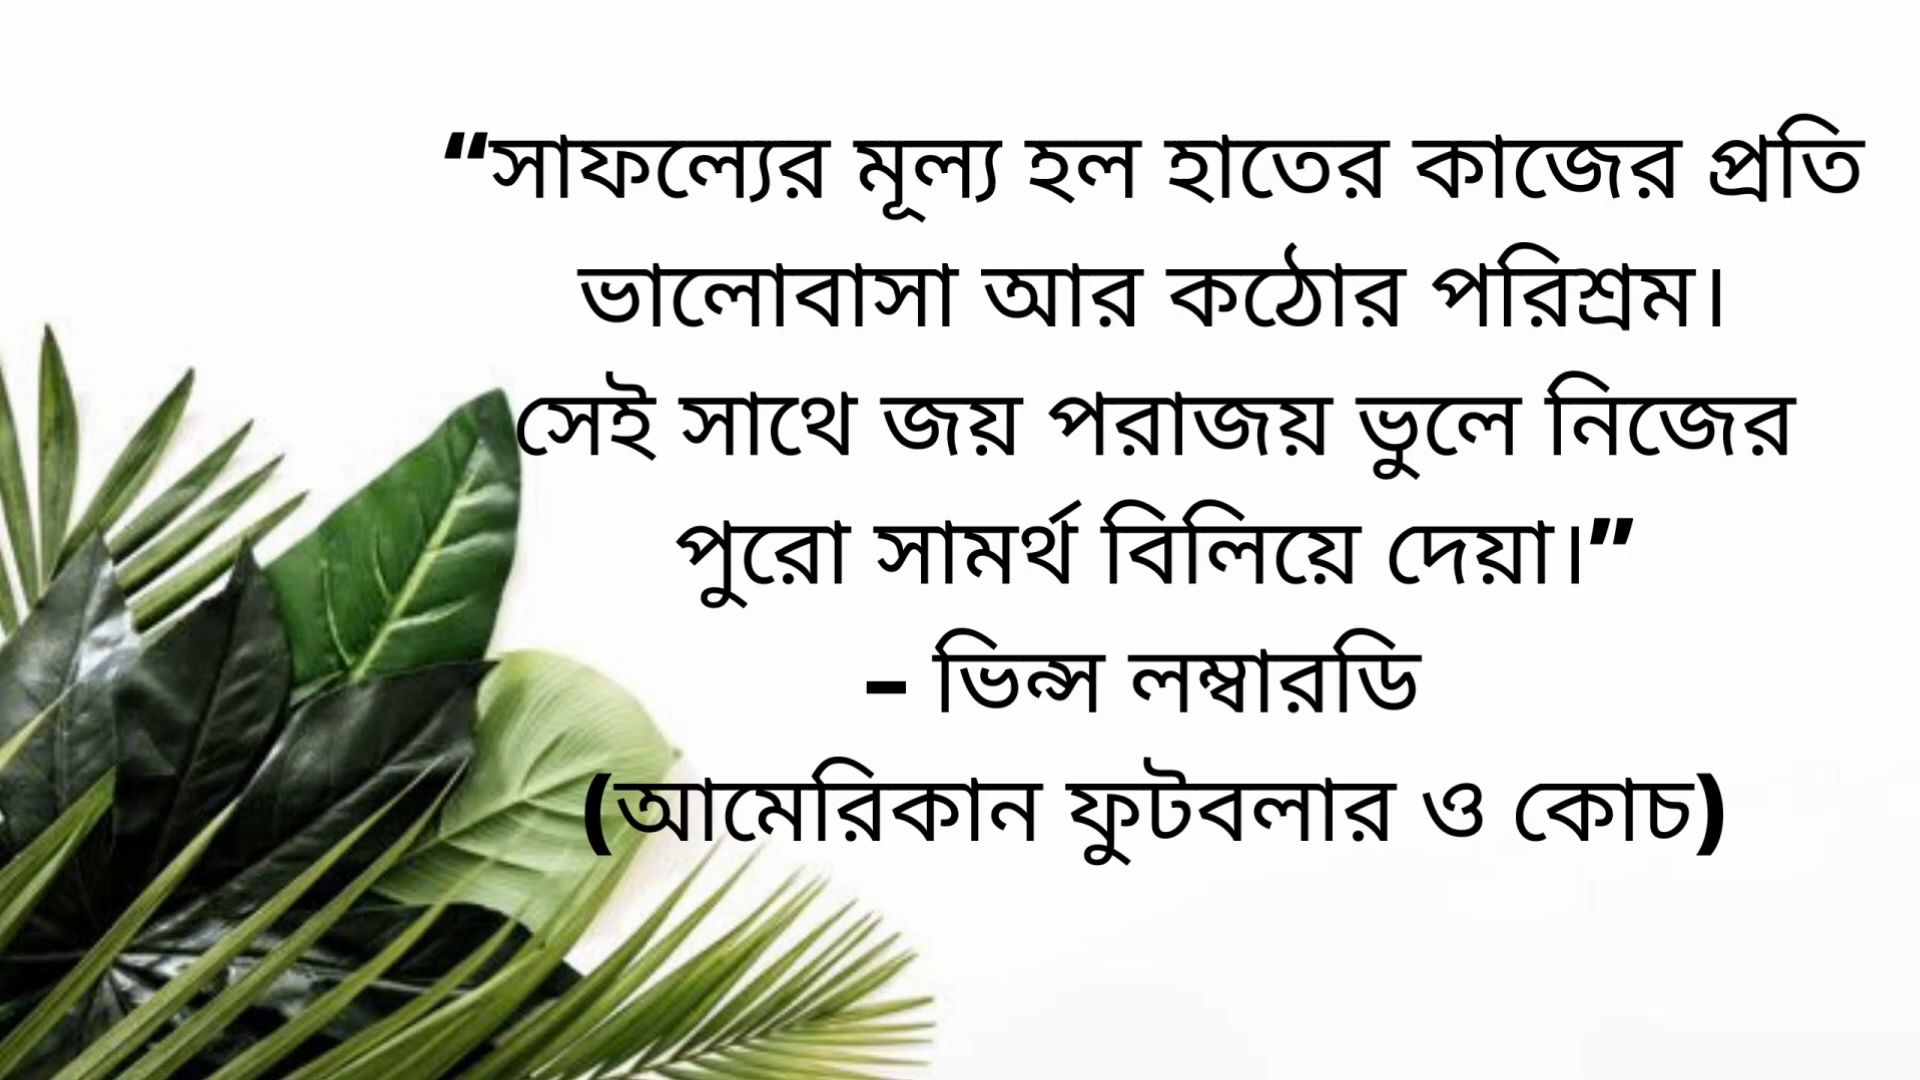 “সাফল্যের মূল্য হল হাতের কাজের প্রতি
ভালোবাসা আর কঠোর পরিশ্রম।
সেই সাথে জয় পরাজয় ভুলে নিজের
পুরো সামর্থ বিলিয়ে দেয়া।”
– ভিন্স লম্বারডি
(আমেরিকান ফুটবলার ও কোচ)